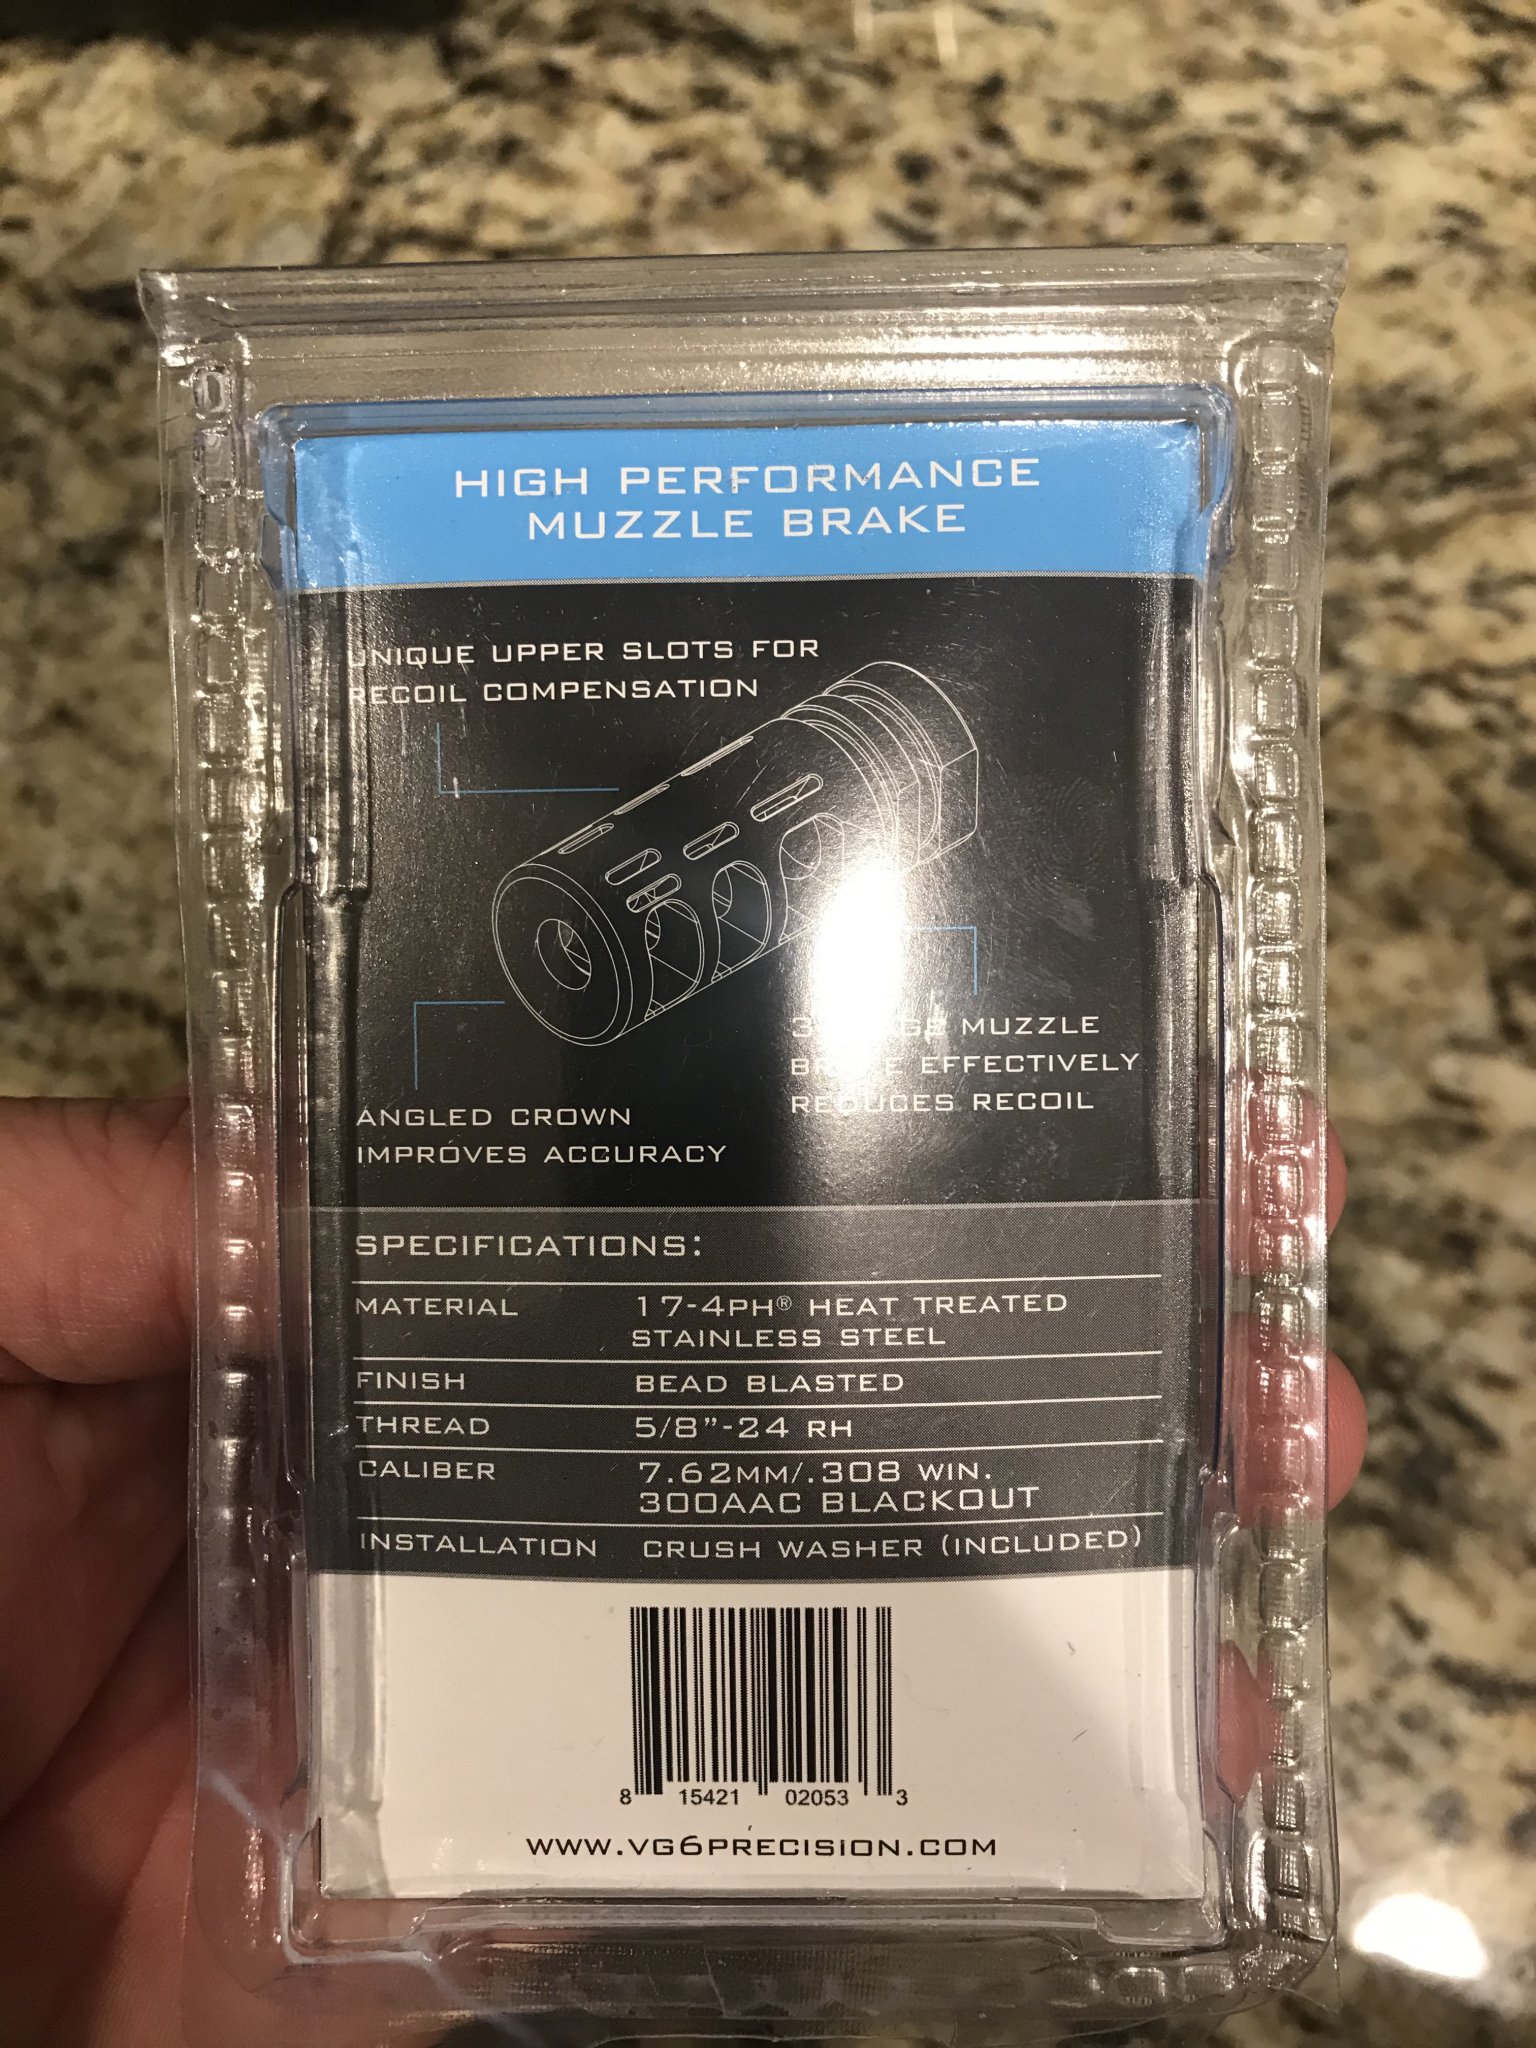 HIGH PERFORMANCE
MUZZLE BRAKE
UNIQUE UPPER SLOTS FOR
RECOIL COMPENSATION
MUZZLE
EFFECTIVELY
REDUCES RECOIL
ANGLED CROWN
IMPROVES ACCURACY
SPECIFICATIONS:
MATERIAL 17-4PH® HEAT TREATED
STAINLESS STEEL
FINISH BEAD BLASTED
THREAD 5/8"-24 RH
CALIBER 7.62MM/.308 WIN.
300AAC BLACKOUT
INSTALLATION CRUSH WASHER (INCLUDED)
8 15421 02053 3
WWW.VG6PRECISION.COM